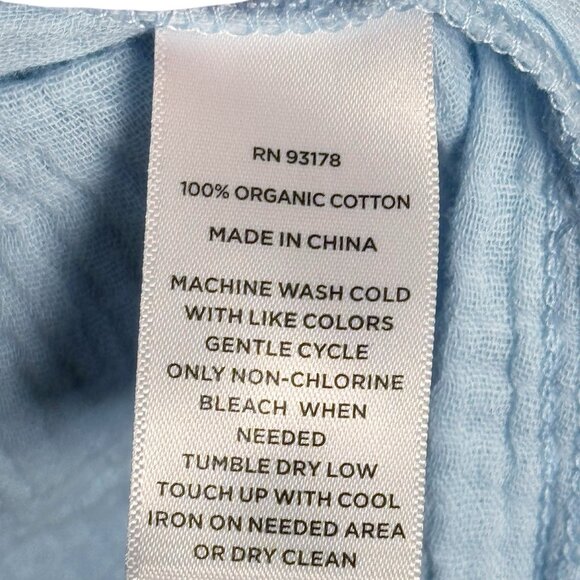 RN 93178
100% ORGANIC COTTON
MADE IN CHINA
MACHINE WASH COLD
WITH LIKE COLORS
GENTLE CYCLE
ONLY NON-CHLORINE
BLEACH WHEN
NEEDED
TUMBLE DRY LOW
TOUCH UP WITH COOL
IRON ON NEEDED AREA
OR DRY CLEAN